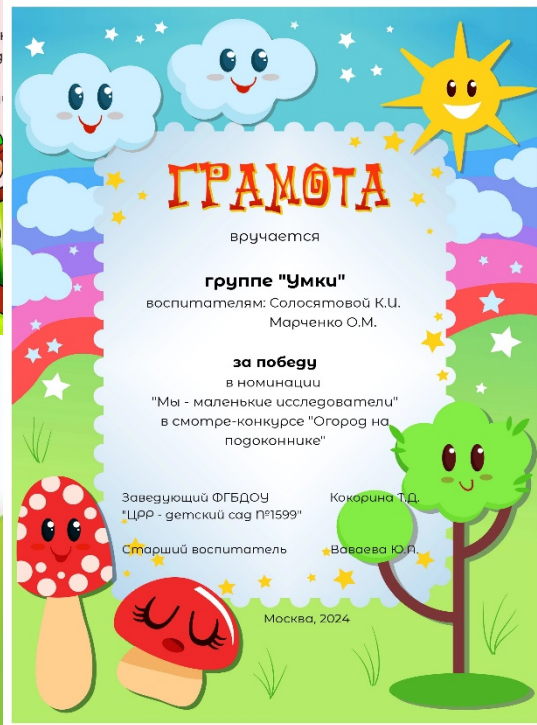 ГРАМОТА
вручается
группе "Умки"
воспитателям: Солосятовой К.И.
Марченко О.М.
за победу
в номинации
"Мы - маленькие исследователи"
в смотре-конкурсе "Огород на
подоконнике"
Заведующий ФГБДОУ Кокорина Т.Д.
"ЦРР - детский сад №1599"
Старший воспитатель Ваваева Ю.А.
Москва, 2024